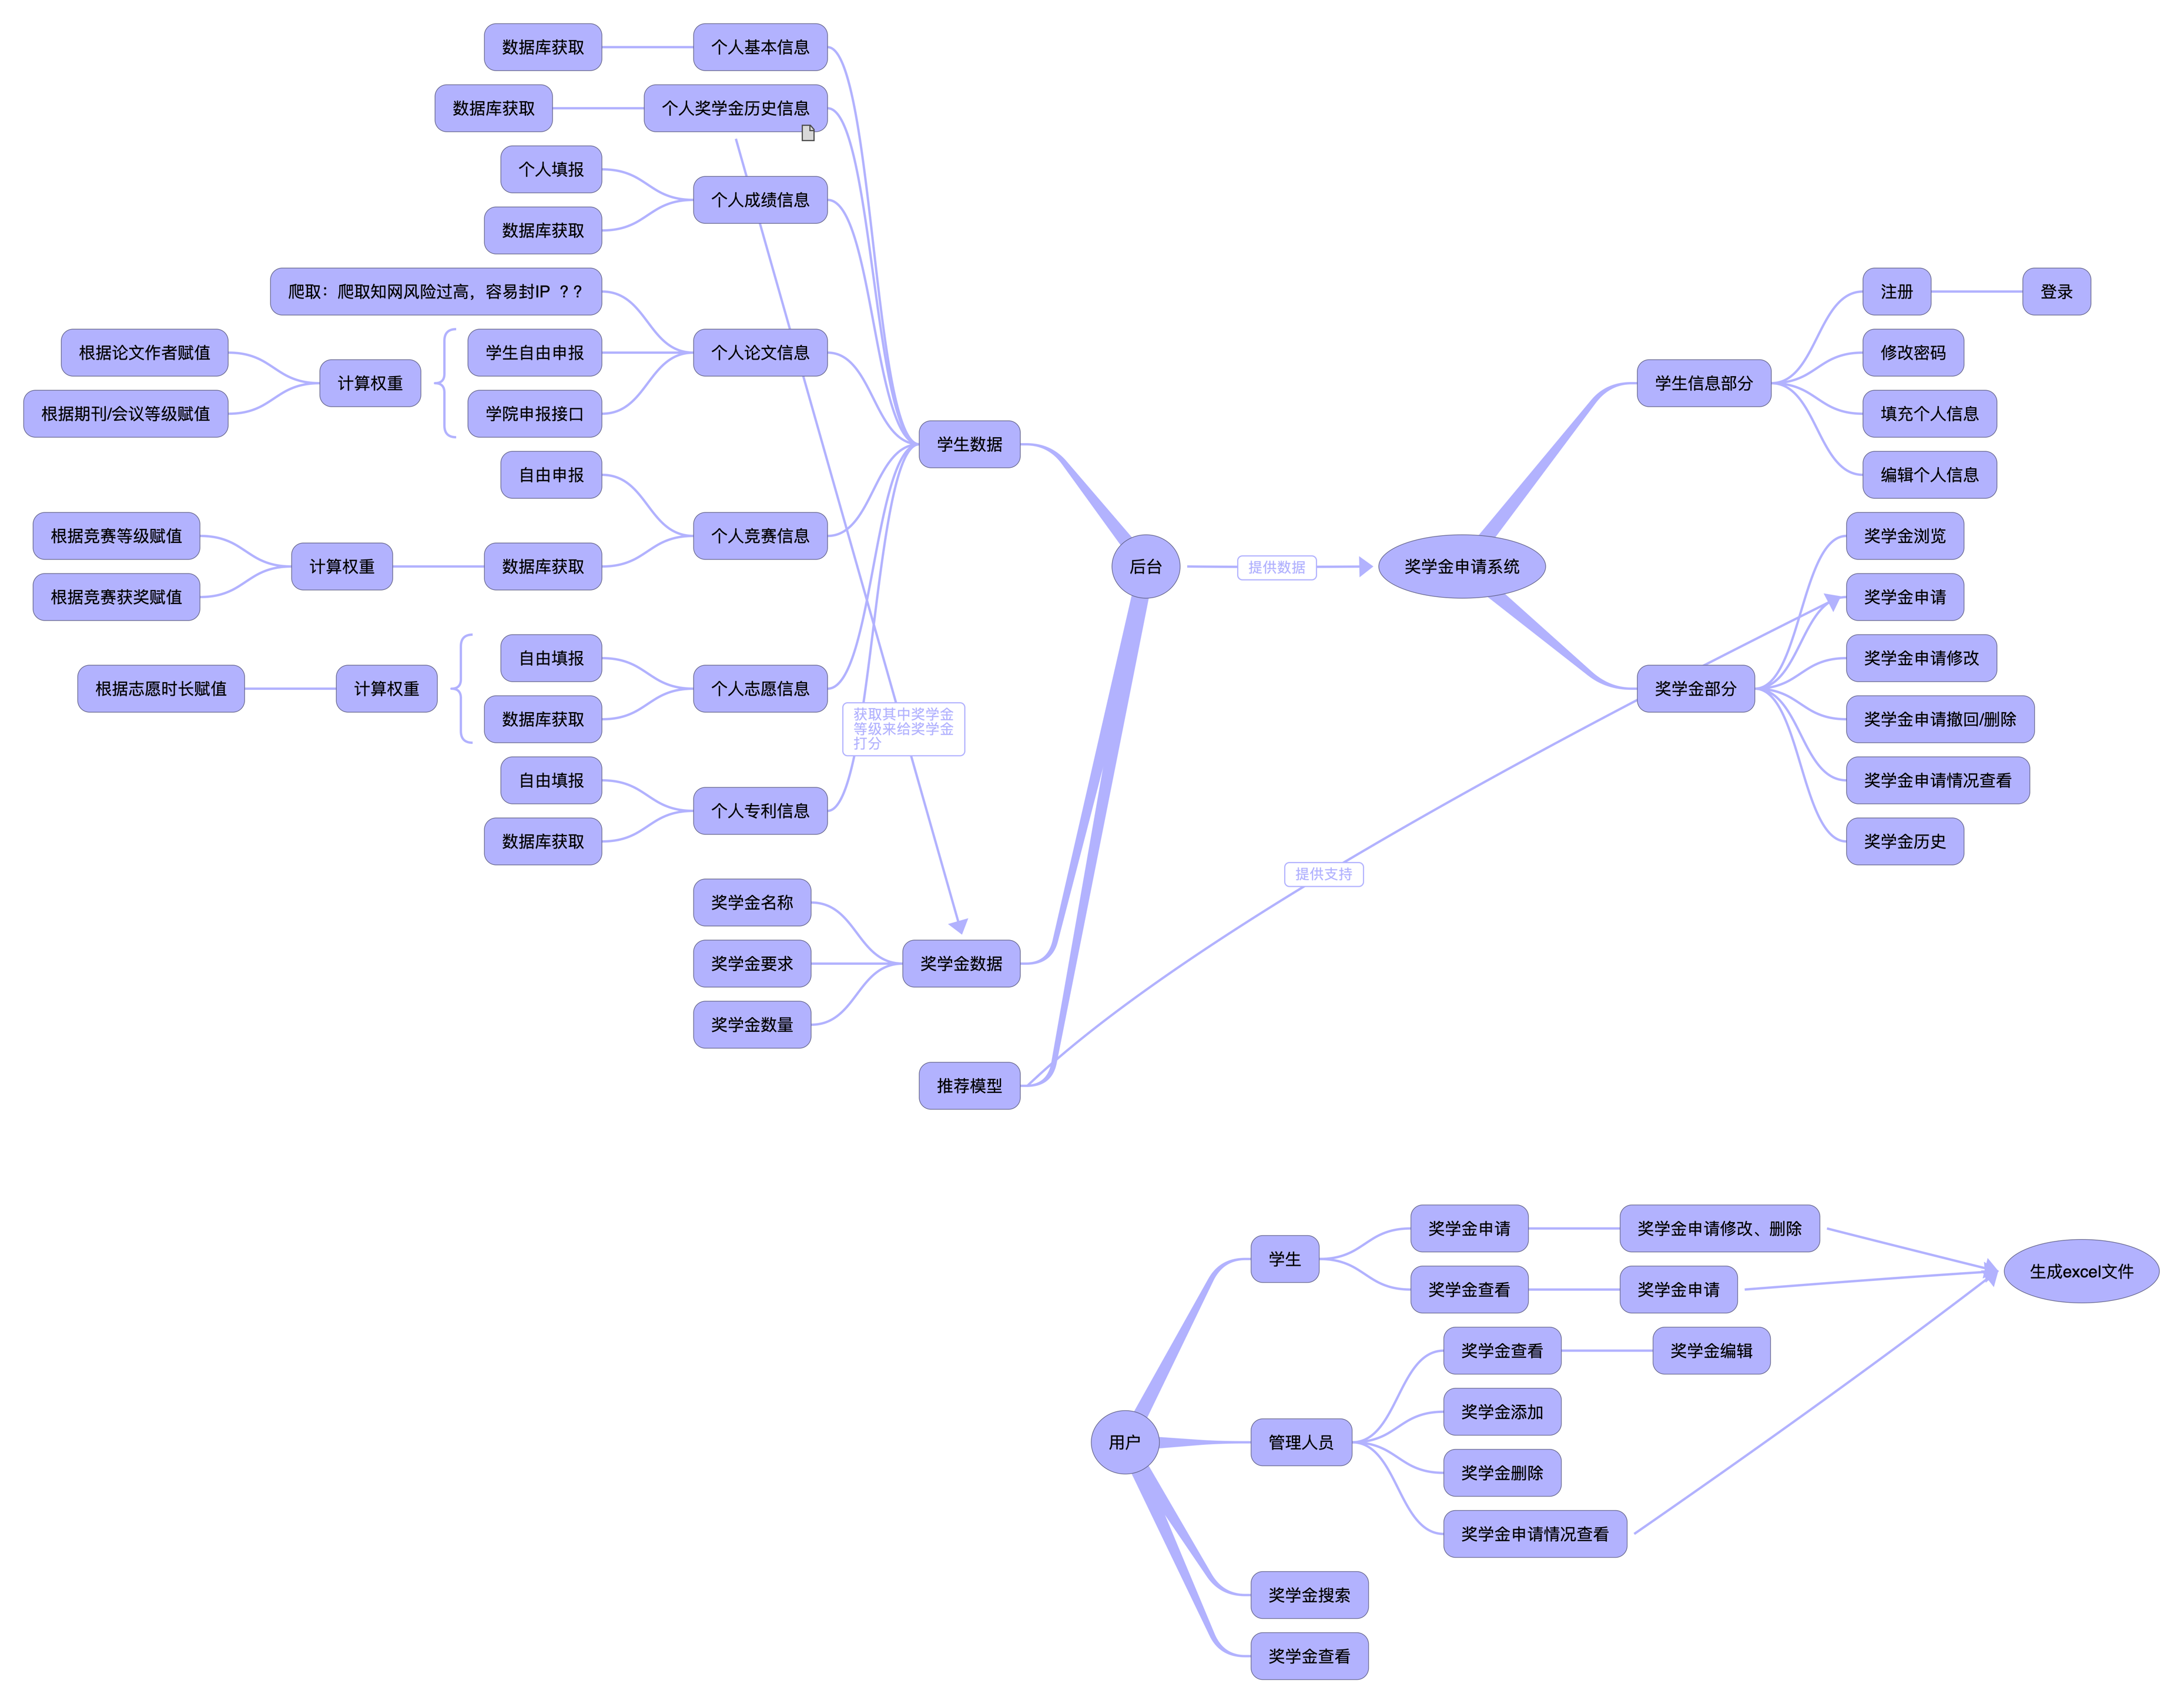 数据库获取
个人基本信息
数据库获取
个人奖学金历史信息
个人填报
个人成绩信息
数据库获取
爬取：爬取知网风险过高，容易封IP ？？
根据论文作者赋值
计算权重
学生自由申报
个人论文信息
根据期刊/会议等级赋值
学院申报接口
学生数据
自由申报
根据竞赛等级赋值
个人竞赛信息
计算权重
数据库获取
根据竞赛获奖赋值
自由填报
根据志愿时长赋值
计算权重
个人志愿信息
数据库获取
获取其中奖学金
等级来给奖学金
打分
自由填报
个人专利信息
数据库获取
奖学金名称
奖学金要求
奖学金数据
奖学金数量
推荐模型
后台
提供数据
奖学金申请系统
提供支持
注册
登录
修改密码
学生信息部分
填充个人信息
编辑个人信息
奖学金浏览
奖学金申请
奖学金申请修改
奖学金部分
奖学金申请撤回/删除
奖学金申请情况查看
奖学金历史
奖学金申请
奖学金申请修改、删除
学生
生成excel文件
奖学金查看
奖学金申请
奖学金查看
奖学金编辑
奖学金添加
用户
管理人员
奖学金删除
奖学金申请情况查看
奖学金搜索
奖学金查看